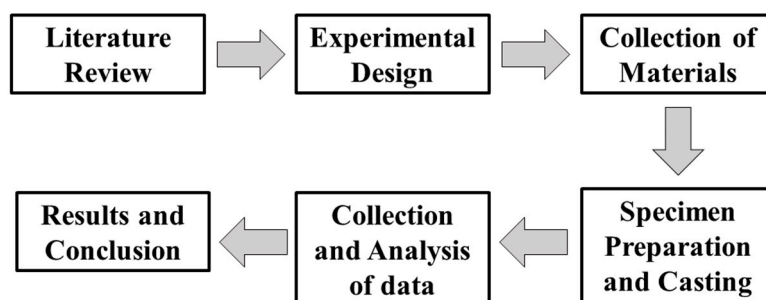 Literature
Review
Experimental
Design
Collection of
Materials
Specimen
Preparation
and Casting
Collection
and Analysis
of data
Results and
Conclusion